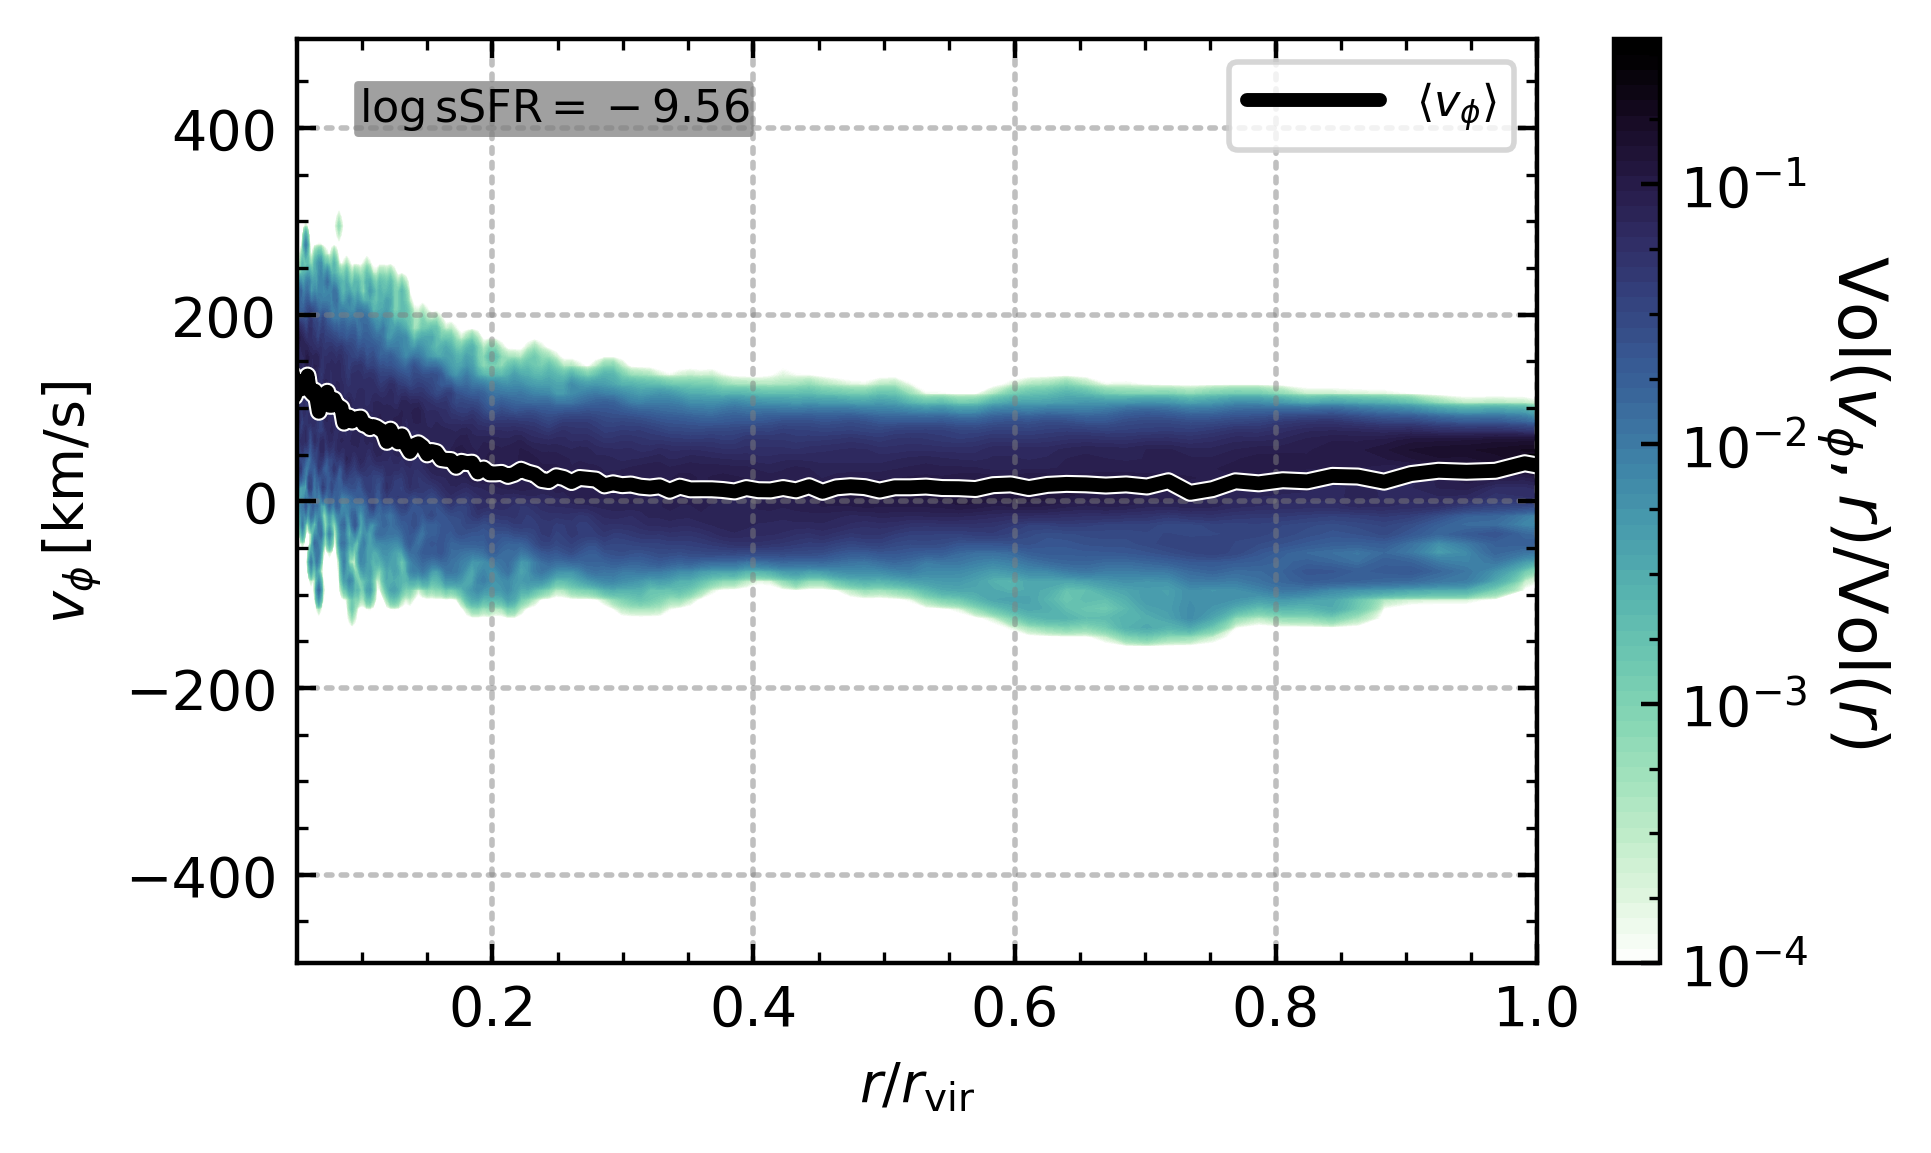 log sSFR = −9.56
⟨v_ϕ⟩
400
200
0
−200
−400
v_ϕ [km/s]
0.2 0.4 0.6 0.8 1.0
r/r_vir
10^−1
10^−2
10^−3
10^−4
Vol(v_ϕ, r)/Vol(r)